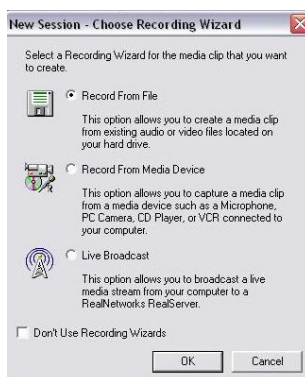 New Session - Choose Recording Wizard
Select a Recording Wizard for the media clip that you want
to create.
Record From File
This option allows you to create a media clip
from existing audio or video files located on
your hard drive.
Record From Media Device
This option allows you to capture a media clip
from a media device such as a Microphone,
PC Camera, CD Player, or VCR connected to
your computer.
Live Broadcast
This option allows you to broadcast a live
media stream from your computer to a
RealNetworks RealServer.
Don't Use Recording Wizards
OK
Cancel